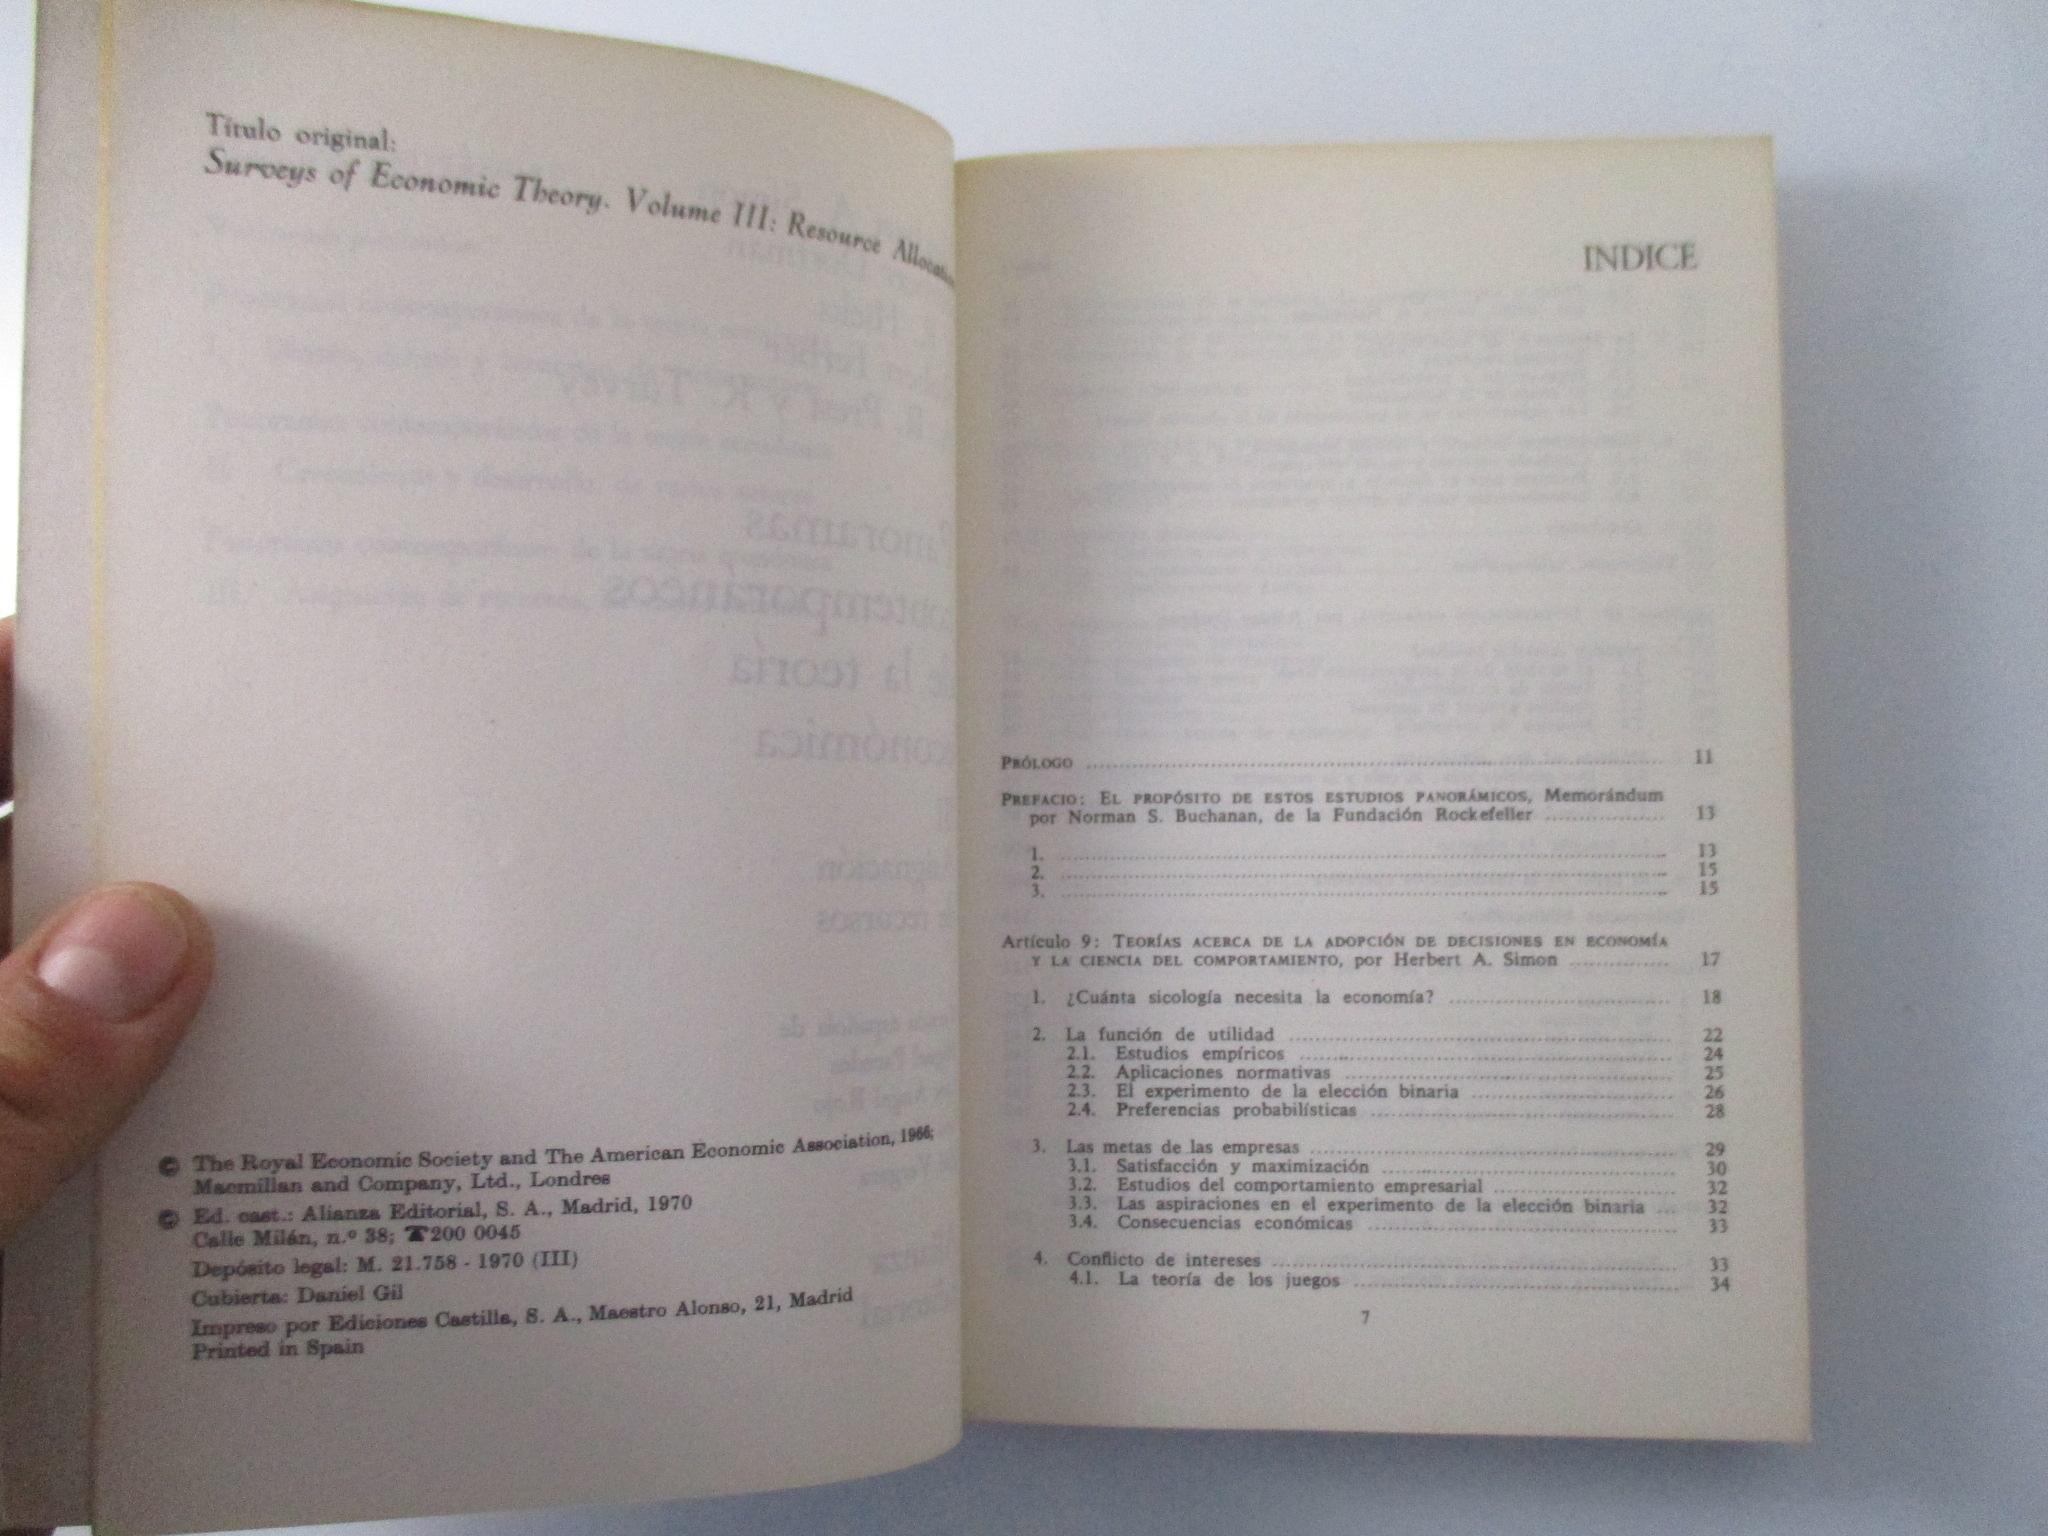 Título original:
Surveys of Economic Theory. Volume III: Resource
© The Royal Economic Society and The American Economic Association, 1966;
Macmillan and Company, Ltd., Londres
© Ed. cast.: Alianza Editorial, S. A., Madrid, 1970
Calle Milán, n.º 38; ☎200 0045
Depósito legal: M. 21.758 - 1970 (III)
Cubierta: Daniel Gil
Impreso por Ediciones Castilla, S. A., Maestro Alonso, 21, Madrid
Printed in Spain
INDICE
PRÓLOGO ........ 11
PREFACIO: EL PROPÓSITO DE ESTOS ESTUDIOS PANORÁMICOS, Memorándum
por Norman S. Buchanan, de la Fundación Rockefeller ........ 13
1. ........ 13
2. ........ 15
3. ........ 15
Artículo 9: TEORÍAS ACERCA DE LA ADOPCIÓN DE DECISIONES EN ECONOMÍA
Y LA CIENCIA DEL COMPORTAMIENTO, por Herbert A. Simon ........ 17
1. ¿Cuánta sicología necesita la economía? ........ 18
2. La función de utilidad ........ 22
2.1. Estudios empíricos ........ 24
2.2. Aplicaciones normativas ........ 25
2.3. El experimento de la elección binaria ........ 26
2.4. Preferencias probabilísticas ........ 28
3. Las metas de las empresas ........ 29
3.1. Satisfacción y maximización ........ 30
3.2. Estudios del comportamiento empresarial ........ 32
3.3. Las aspiraciones en el experimento de la elección binaria ... 32
3.4. Consecuencias económicas ........ 33
4. Conflicto de intereses ........ 33
4.1. La teoría de los juegos ........ 34
7